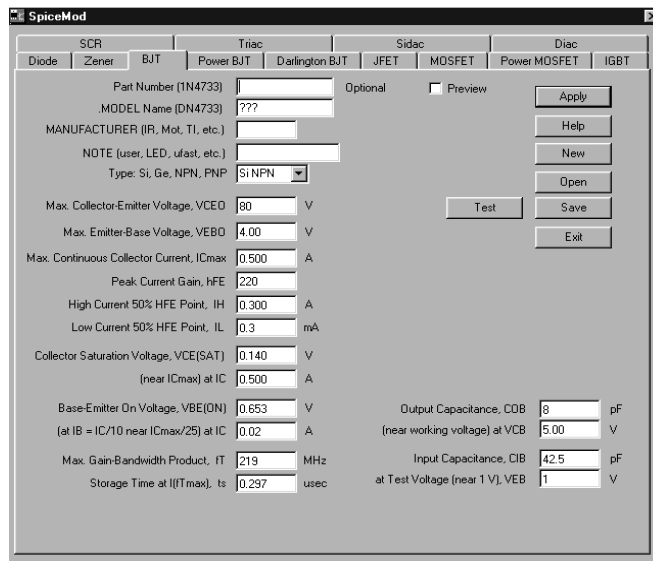 SpiceMod
SCR Triac Sidac Diac
Diode Zener BJT Power BJT Darlington BJT JFET MOSFET Power MOSFET IGBT
Part Number (1N4733) Optional Preview Apply
.MODEL Name (DN4733) ???
MANUFACTURER (IR, Mot, TI, etc.) Help
NOTE (user, LED, ufast, etc.) New
Type: Si, Ge, NPN, PNP Si NPN Open
Max. Collector-Emitter Voltage, VCEO 80 V Test Save
Max. Emitter-Base Voltage, VEBO 4.00 V Exit
Max. Continuous Collector Current, ICmax 0.500 A
Peak Current Gain, hFE 220
High Current 50% HFE Point, IH 0.300 A
Low Current 50% HFE Point, IL 0.3 mA
Collector Saturation Voltage, VCE(SAT) 0.140 V
(near ICmax) at IC 0.500 A
Base-Emitter On Voltage, VBE(ON) 0.653 V Output Capacitance, COB 8 pF
(at IB = IC/10 near ICmax/25) at IC 0.02 A (near working voltage) at VCB 5.00 V
Max. Gain-Bandwidth Product, fT 219 MHz Input Capacitance, CIB 42.5 pF
Storage Time at I(fTmax), ts 0.297 usec at Test Voltage (near 1 V), VEB 1 V